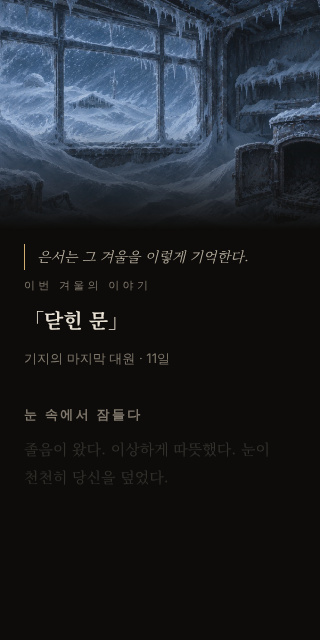 은서는 그 겨울을 이렇게 기억한다.
이번 겨울의 이야기
「닫힌 문」
기지의 마지막 대원 · 11일
눈 속에서 잠들다
졸음이 왔다. 이상하게 따뜻했다. 눈이
천천히 당신을 덮었다.